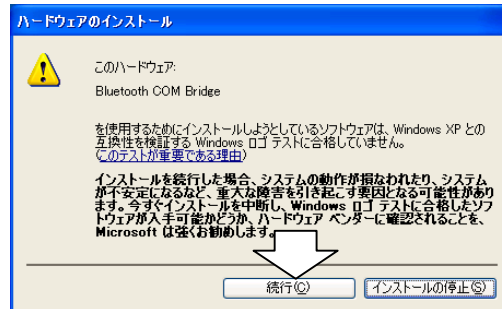 ハードウェアのインストール
このハードウェア:
Bluetooth COM Bridge
を使用するためにインストールしようとしているソフトウェアは、Windows XP との
互換性を検証する Windows ロゴ テストに合格していません。
(このテストが重要である理由)
インストールを続行した場合、システムの動作が損なわれたり、システム
が不安定になるなど、重大な障害を引き起こす要因となる可能性があり
ます。今すぐインストールを中断し、Windows ロゴ テストに合格したソフ
トウェアが入手可能かどうか、ハードウェア ベンダーに確認されることを、
Microsoft は強くお勧めします。
続行(C)
インストールの停止(S)